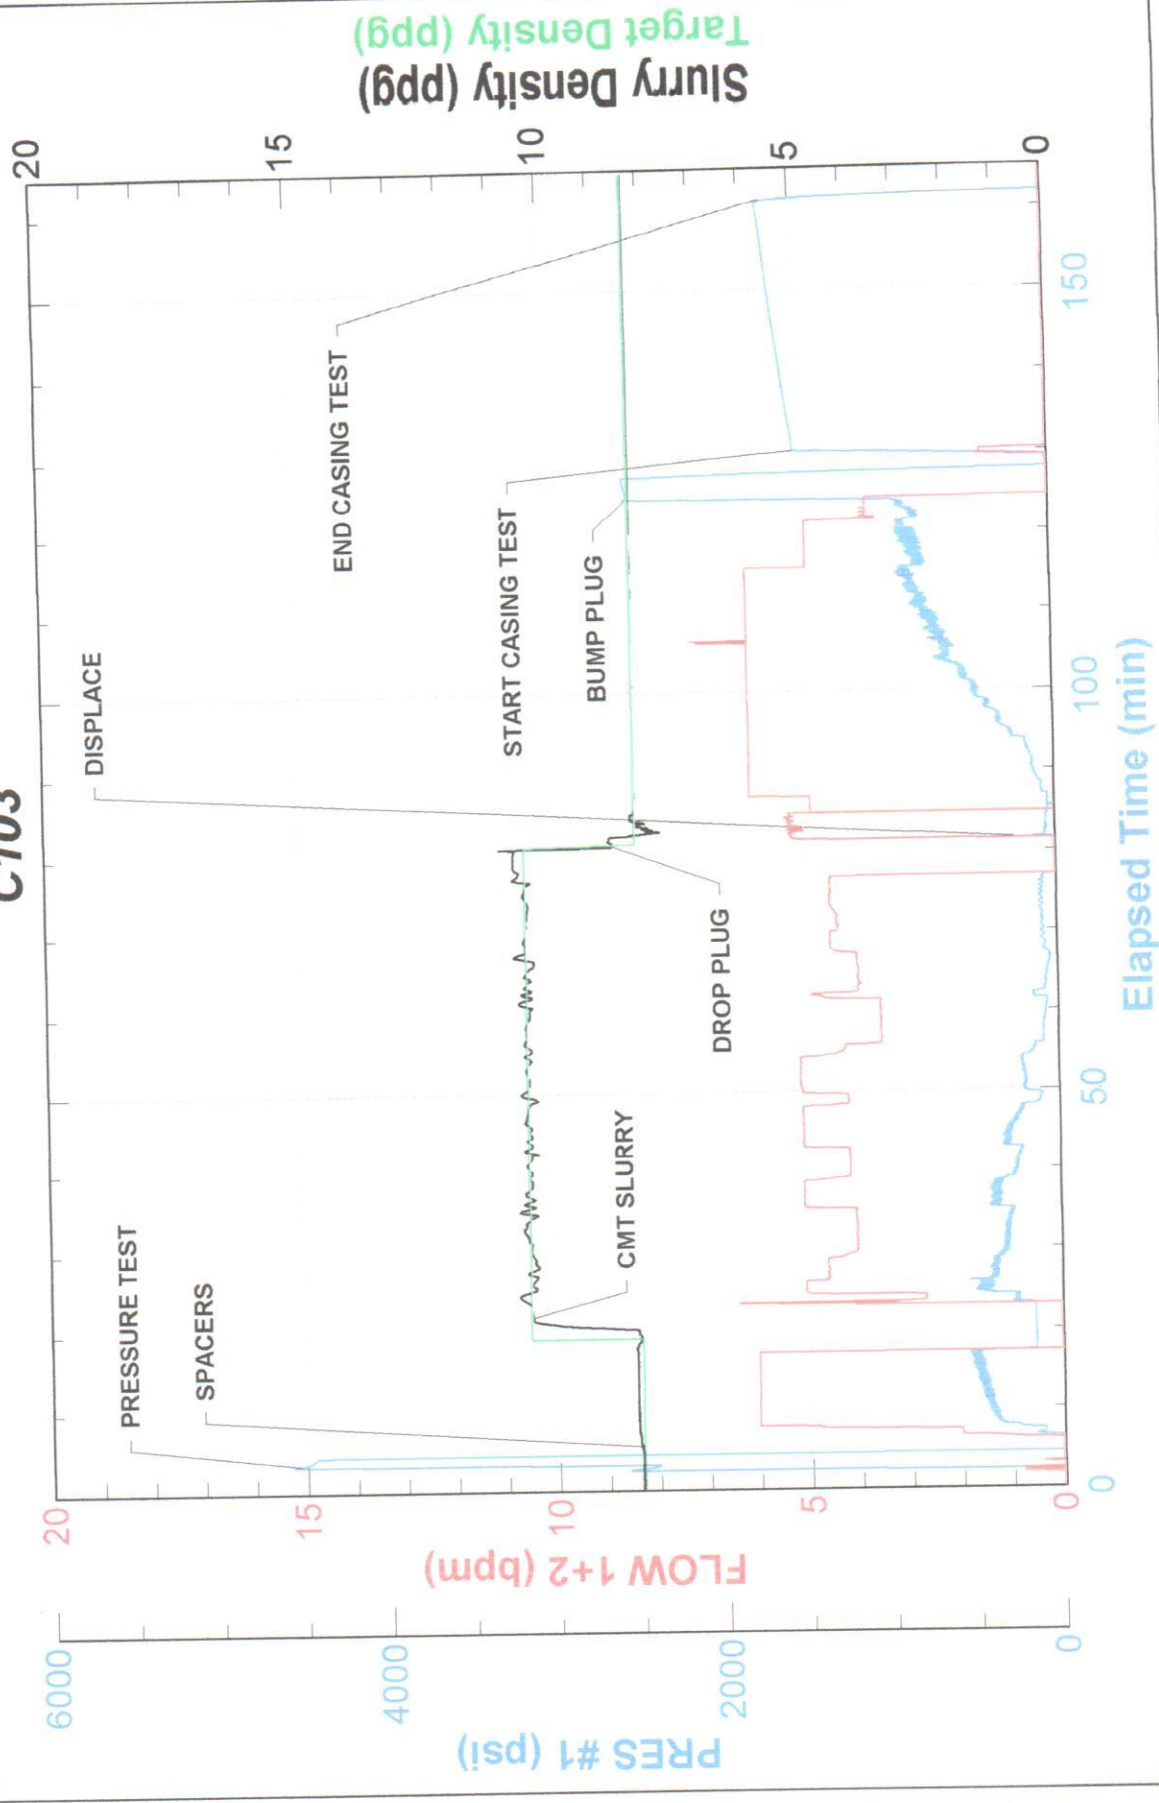 C103
PRES #1 (psi)
6000
4000
2000
0
FLOW 1+2 (bpm)
20
15
10
5
0
PRESSURE TEST
SPACERS
CMT SLURRY
DROP PLUG
DISPLACE
BUMP PLUG
START CASING TEST
END CASING TEST
0
50
100
150
Elapsed Time (min)
20
15
10
5
0
Slurry Density (ppg)
Target Density (ppg)